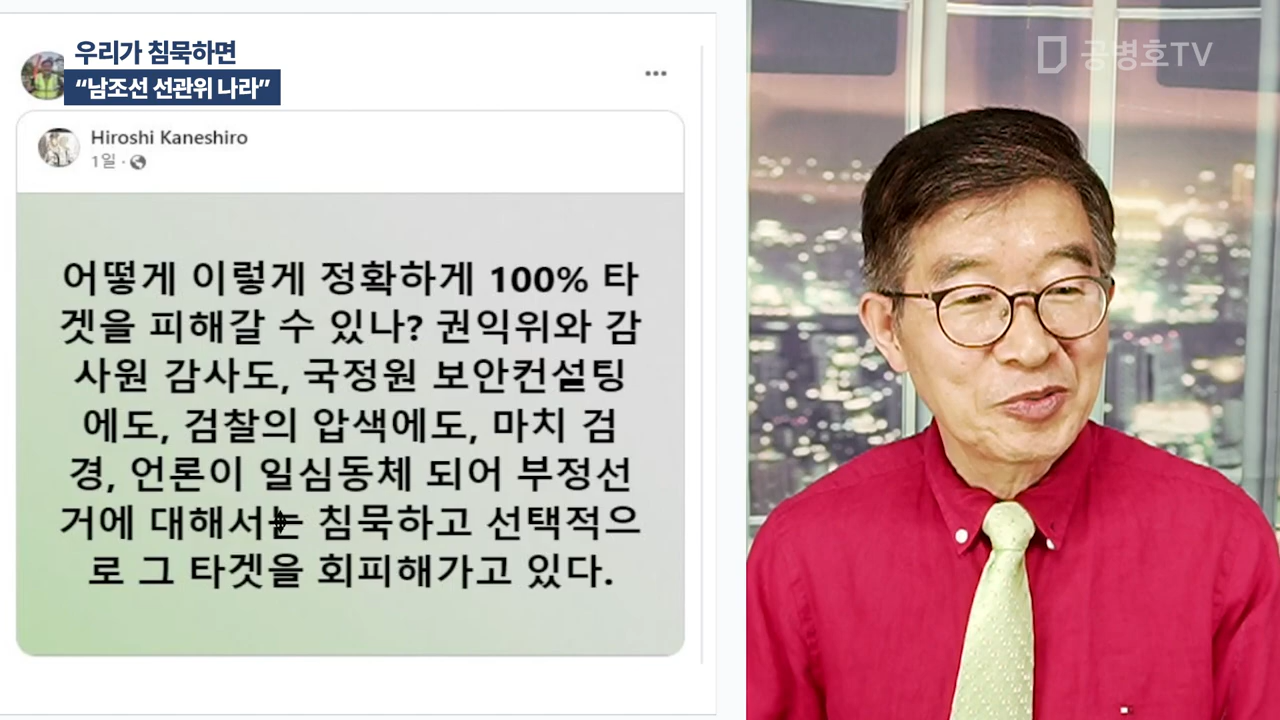 우리가 침묵하면
“남조선 선관위 나라”
공병호TV
Hiroshi Kaneshiro
1일 ·
어떻게 이렇게 정확하게 100% 타
겟을 피해갈 수 있나? 권익위와 감
사원 감사도, 국정원 보안컨설팅
에도, 검찰의 압색에도, 마치 검
경, 언론이 일심동체 되어 부정선
거에 대해서는 침묵하고 선택적으
로 그 타겟을 회피해가고 있다.